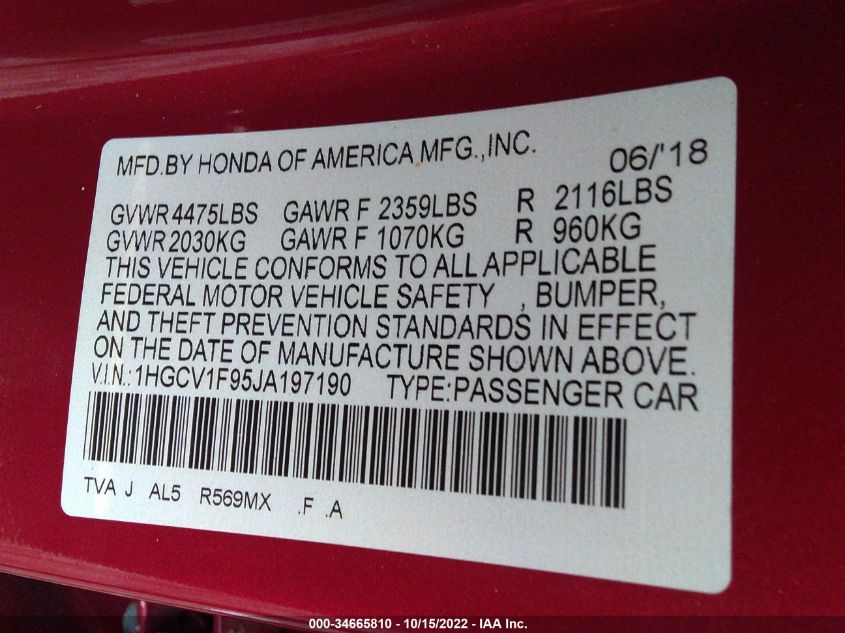 MFD.BY HONDA OF AMERICA MFG.,INC. 06/'18
GVWR 4475LBS GAWR F 2359LBS R 2116LBS
GVWR 2030KG GAWR F 1070KG R 960KG
THIS VEHICLE CONFORMS TO ALL APPLICABLE
FEDERAL MOTOR VEHICLE SAFETY , BUMPER,
AND THEFT PREVENTION STANDARDS IN EFFECT
ON THE DATE OF MANUFACTURE SHOWN ABOVE.
V.I.N.:1HGCV1F95JA197190 TYPE:PASSENGER CAR
TVA J AL5 R569MX .F .A
000-34665810 - 10/15/2022 - IAA Inc.